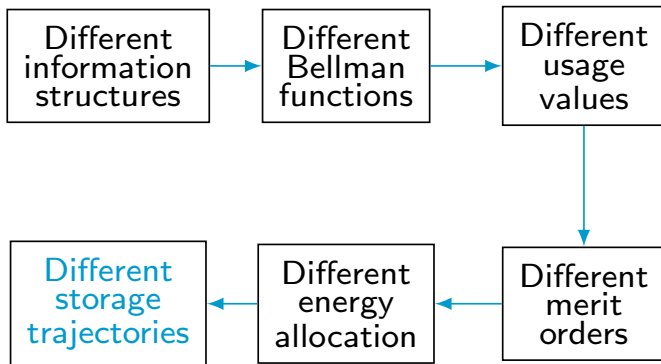 Different
information
structures
Different
Bellman
functions
Different
usage
values
Different
storage
trajectories
Different
energy
allocation
Different
merit
orders